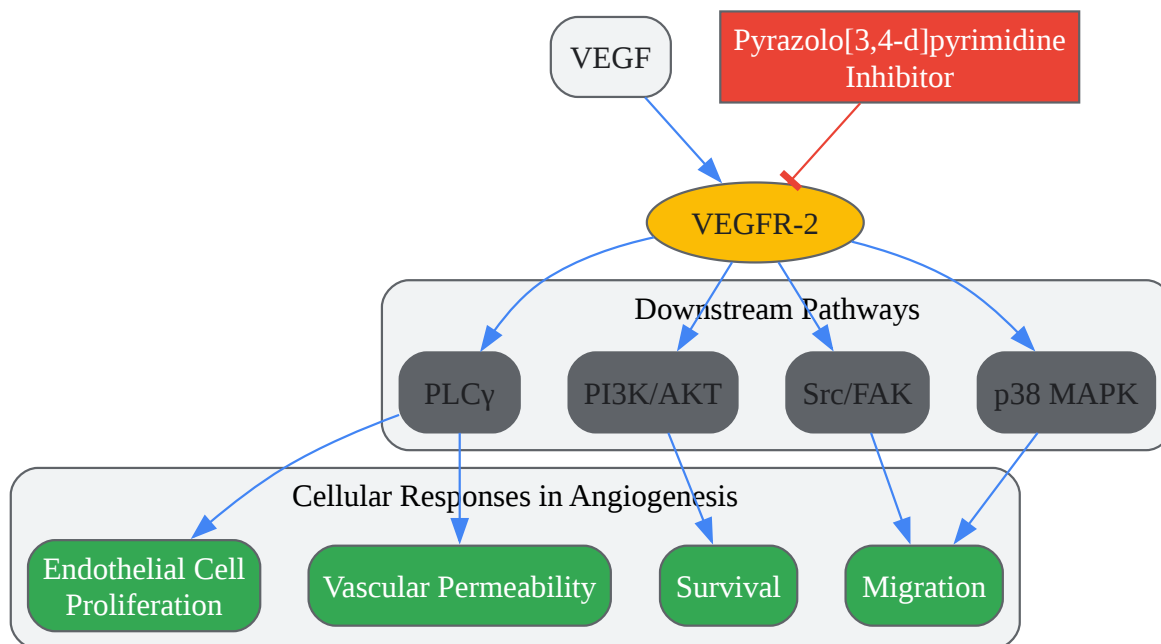 VEGF
Pyrazolo[3,4-d]pyrimidine
Inhibitor
VEGFR-2
Downstream Pathways
PLCγ
PI3K/AKT
Src/FAK
p38 MAPK
Cellular Responses in Angiogenesis
Endothelial Cell
Proliferation
Vascular Permeability
Survival
Migration